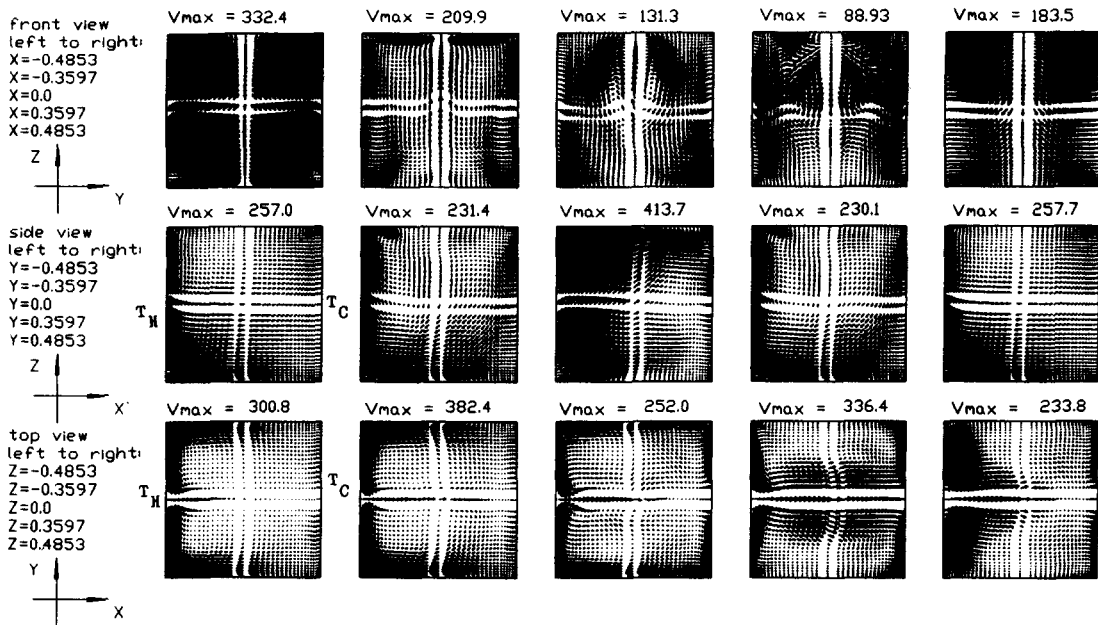 Vmax = 332.4
Vmax = 209.9
Vmax = 131.3
Vmax = 88.93
Vmax = 183.5
front view
left to right:
X=-0.4853
X=-0.3597
X=0.0
X=0.3597
X=0.4853
Z
Y
Vmax = 257.0
Vmax = 231.4
Vmax = 413.7
Vmax = 230.1
Vmax = 257.7
side view
left to right:
Y=-0.4853
Y=-0.3597
Y=0.0
Y=0.3597
Y=0.4853
TH
TC
Z
X
Vmax = 300.8
Vmax = 382.4
Vmax = 252.0
Vmax = 336.4
Vmax = 233.8
top view
left to right:
Z=-0.4853
Z=-0.3597
Z=0.0
Z=0.3597
Z=0.4853
TH
TC
Y
X